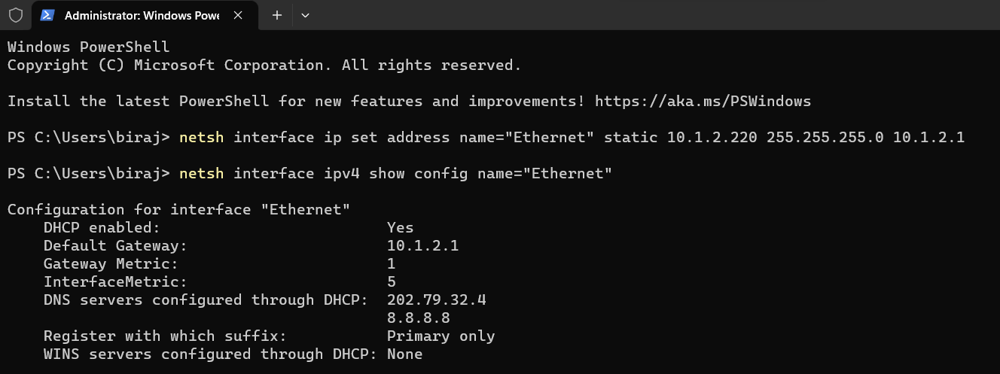 Administrator: Windows Powe
Windows PowerShell
Copyright (C) Microsoft Corporation. All rights reserved.
Install the latest PowerShell for new features and improvements! https://aka.ms/PSWindows
PS C:\Users\biraj> netsh interface ip set address name="Ethernet" static 10.1.2.220 255.255.255.0 10.1.2.1
PS C:\Users\biraj> netsh interface ipv4 show config name="Ethernet"
Configuration for interface "Ethernet"
DHCP enabled: Yes
Default Gateway: 10.1.2.1
Gateway Metric: 1
InterfaceMetric: 5
DNS servers configured through DHCP: 202.79.32.4
8.8.8.8
Register with which suffix: Primary only
WINS servers configured through DHCP: None